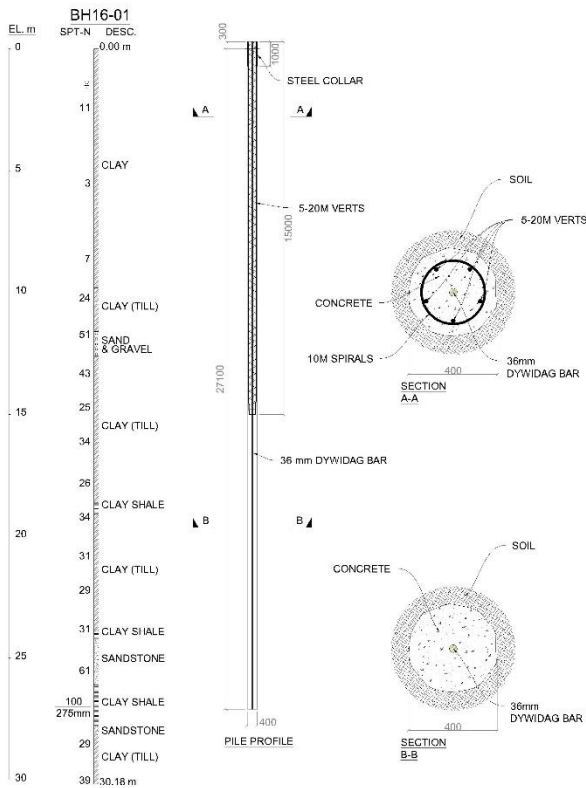 BH16-01
EL. m
SPT-N DESC.
0
0.00 m
11
CLAY
5
3
7
10
24
CLAY (TILL)
51
SAND
& GRAVEL
43
25
15
CLAY (TILL)
34
26
CLAY SHALE
34
20
31
CLAY (TILL)
29
31
CLAY SHALE
25
SANDSTONE
61
100
275mm
CLAY SHALE
SANDSTONE
29
CLAY (TILL)
30
39
30.18 m
300
1000
STEEL COLLAR
A A
5-20M VERTS
15000
27100
36 mm DYWIDAG BAR
B B
400
PILE PROFILE
SOIL
5-20M VERTS
CONCRETE
10M SPIRALS
36mm
DYWIDAG BAR
400
SECTION
A-A
SOIL
CONCRETE
36mm
DYWIDAG BAR
400
SECTION
B-B